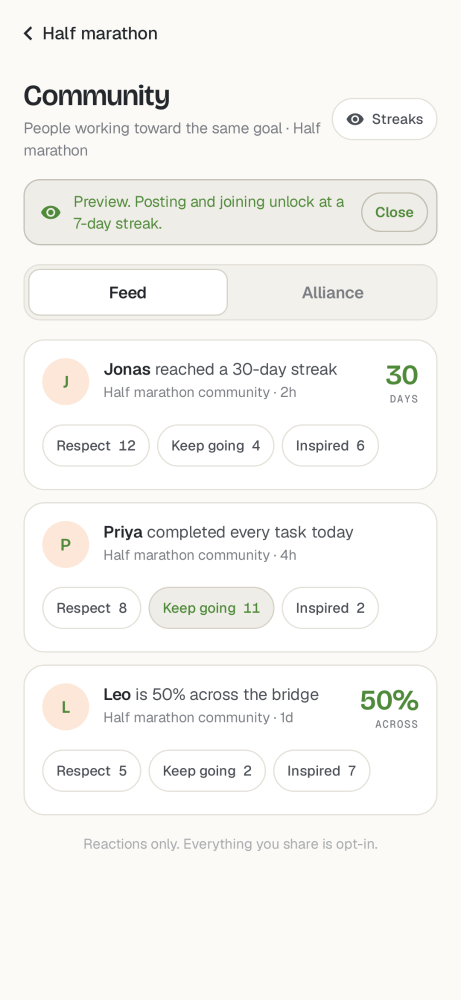 Half marathon
Community
People working toward the same goal · Half
marathon
Streaks
Preview. Posting and joining unlock at a
7-day streak.
Close
Feed
Alliance
J
Jonas reached a 30-day streak
Half marathon community · 2h
30
DAYS
Respect 12
Keep going 4
Inspired 6
P
Priya completed every task today
Half marathon community · 4h
Respect 8
Keep going 11
Inspired 2
L
Leo is 50% across the bridge
Half marathon community · 1d
50%
ACROSS
Respect 5
Keep going 2
Inspired 7
Reactions only. Everything you share is opt-in.